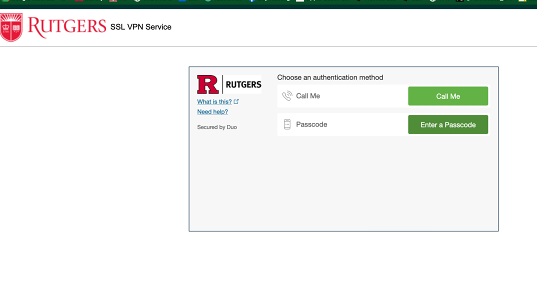 RUTGERS SSL VPN Service
R RUTGERS
What is this?
Need help?
Secured by Duo
Choose an authentication method
Call Me
Call Me
Passcode
Enter a Passcode